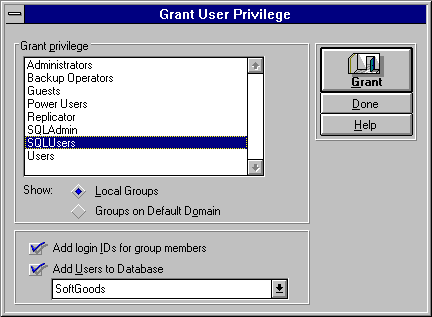 Grant User Privilege
Grant privilege
Administrators
Backup Operators
Guests
Power Users
Replicator
SQLAdmin
SQLUsers
Users
Show:
Local Groups
Groups on Default Domain
Grant
Done
Help
Add login IDs for group members
Add Users to Database
SoftGoods